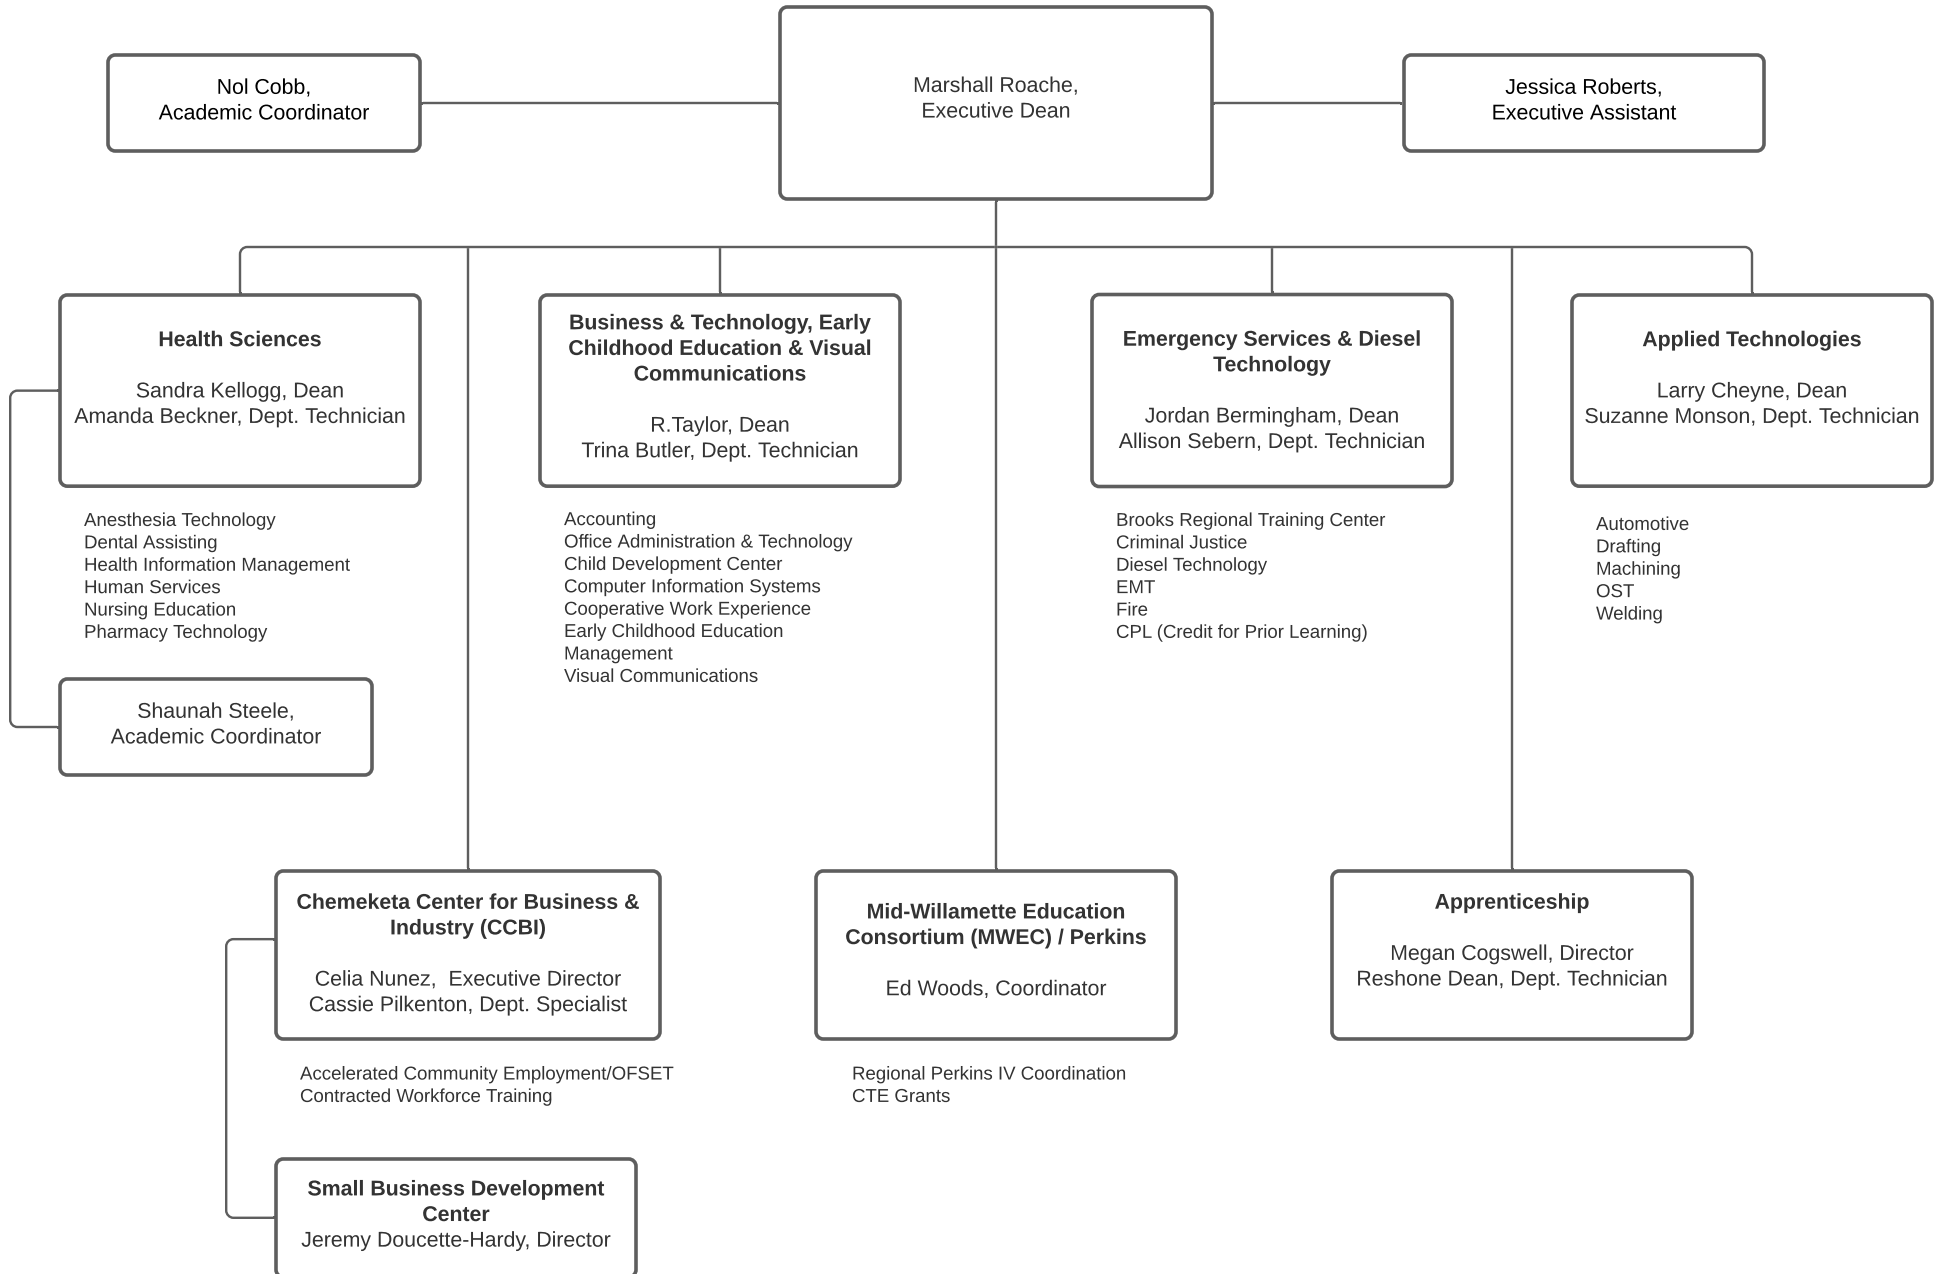 Nol Cobb,
Academic Coordinator
Marshall Roache,
Executive Dean
Jessica Roberts,
Executive Assistant
Health Sciences
Sandra Kellogg, Dean
Amanda Beckner, Dept. Technician
Anesthesia Technology
Dental Assisting
Health Information Management
Human Services
Nursing Education
Pharmacy Technology
Shaunah Steele,
Academic Coordinator
Business & Technology, Early
Childhood Education & Visual
Communications
R.Taylor, Dean
Trina Butler, Dept. Technician
Accounting
Office Administration & Technology
Child Development Center
Computer Information Systems
Cooperative Work Experience
Early Childhood Education
Management
Visual Communications
Emergency Services & Diesel
Technology
Jordan Bermingham, Dean
Allison Sebern, Dept. Technician
Brooks Regional Training Center
Criminal Justice
Diesel Technology
EMT
Fire
CPL (Credit for Prior Learning)
Applied Technologies
Larry Cheyne, Dean
Suzanne Monson, Dept. Technician
Automotive
Drafting
Machining
OST
Welding
Chemeketa Center for Business &
Industry (CCBI)
Celia Nunez,  Executive Director
Cassie Pilkenton, Dept. Specialist
Accelerated Community Employment/OFSET
Contracted Workforce Training
Small Business Development
Center
Jeremy Doucette-Hardy, Director
Mid-Willamette Education
Consortium (MWEC) / Perkins
Ed Woods, Coordinator
Regional Perkins IV Coordination
CTE Grants
Apprenticeship
Megan Cogswell, Director
Reshone Dean, Dept. Technician